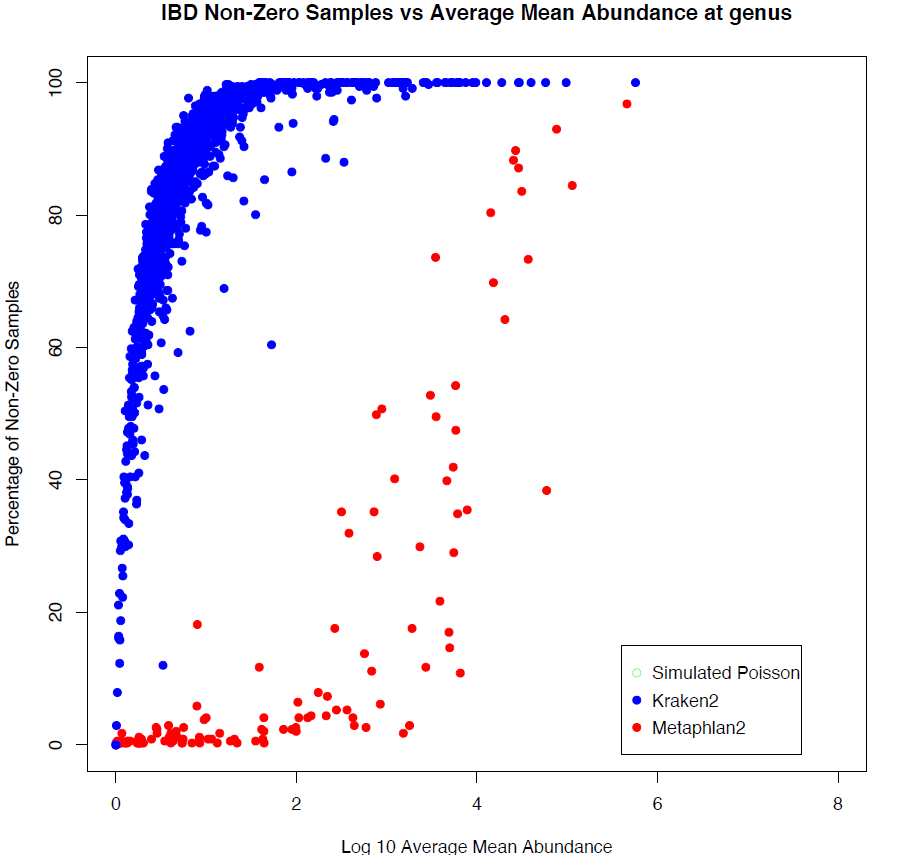 IBD Non-Zero Samples vs Average Mean Abundance at genus
Percentage of Non-Zero Samples
100
80
60
40
20
0
Simulated Poisson
Kraken2
Metaphlan2
0 2 4 6 8
Log 10 Average Mean Abundance